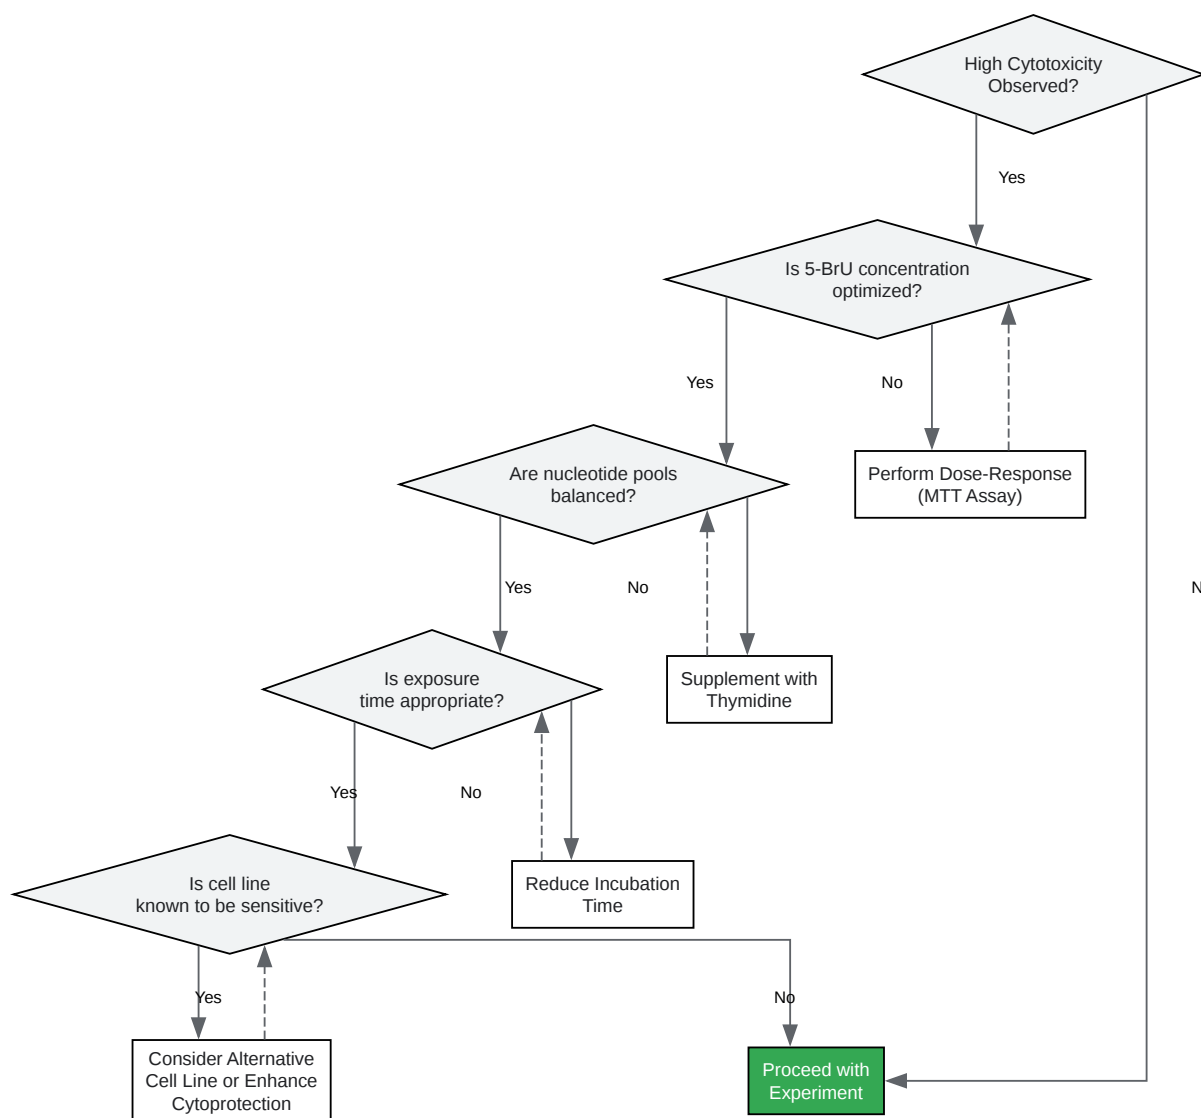 High Cytotoxicity
Observed?
Yes
Is 5-BrU concentration
optimized?
Yes
No
Are nucleotide pools
balanced?
Perform Dose-Response
(MTT Assay)
Yes
No
N
Is exposure
time appropriate?
Supplement with
Thymidine
Yes
No
Is cell line
known to be sensitive?
Reduce Incubation
Time
Yes
No
Consider Alternative
Cell Line or Enhance
Cytoprotection
Proceed with
Experiment